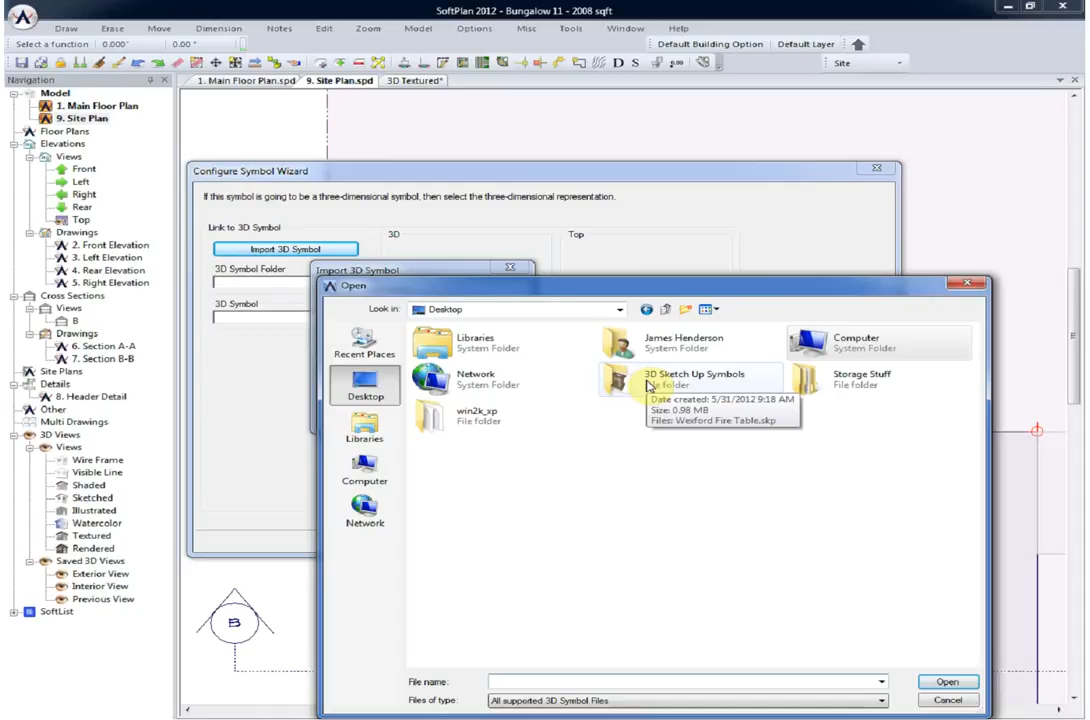 SoftPlan 2012 - Bungalow 11 - 2008 sqft
Draw Erase Move Dimension Notes Edit Zoom Model Options Misc Tools Window Help
Select a function 0.000" 0.00 ° Default Building Option Default Layer
D S Site
Navigation
1. Main Floor Plan.spd 9. Site Plan.spd 3D Textured*
Model
1. Main Floor Plan
9. Site Plan
Floor Plans
Elevations
Views
Front
Left
Right
Rear
Top
Drawings
2. Front Elevation
3. Left Elevation
4. Rear Elevation
5. Right Elevation
Cross Sections
Views
B
Drawings
6. Section A-A
7. Section B-B
Site Plans
Details
8. Header Detail
Other
Multi Drawings
3D Views
Views
Wire Frame
Visible Line
Shaded
Sketched
Illustrated
Watercolor
Textured
Rendered
Saved 3D Views
Exterior View
Interior View
Previous View
SoftList
Configure Symbol Wizard
If this symbol is going to be a three-dimensional symbol, then select the three-dimensional representation.
Link to 3D Symbol
3D Top
Import 3D Symbol
3D Symbol Folder
3D Symbol
Import 3D Symbol
Open
Look in: Desktop
Recent Places
Desktop
Libraries
Computer
Network
Libraries
System Folder
James Henderson
System Folder
Computer
System Folder
Network
System Folder
3D Sketch Up Symbols
File folder
Storage Stuff
File folder
win2k_xp
File folder
Date created: 5/31/2012 9:18 AM
Size: 0.98 MB
Files: Wexford Fire Table.skp
File name: Open
Files of type: All supported 3D Symbol Files Cancel
B